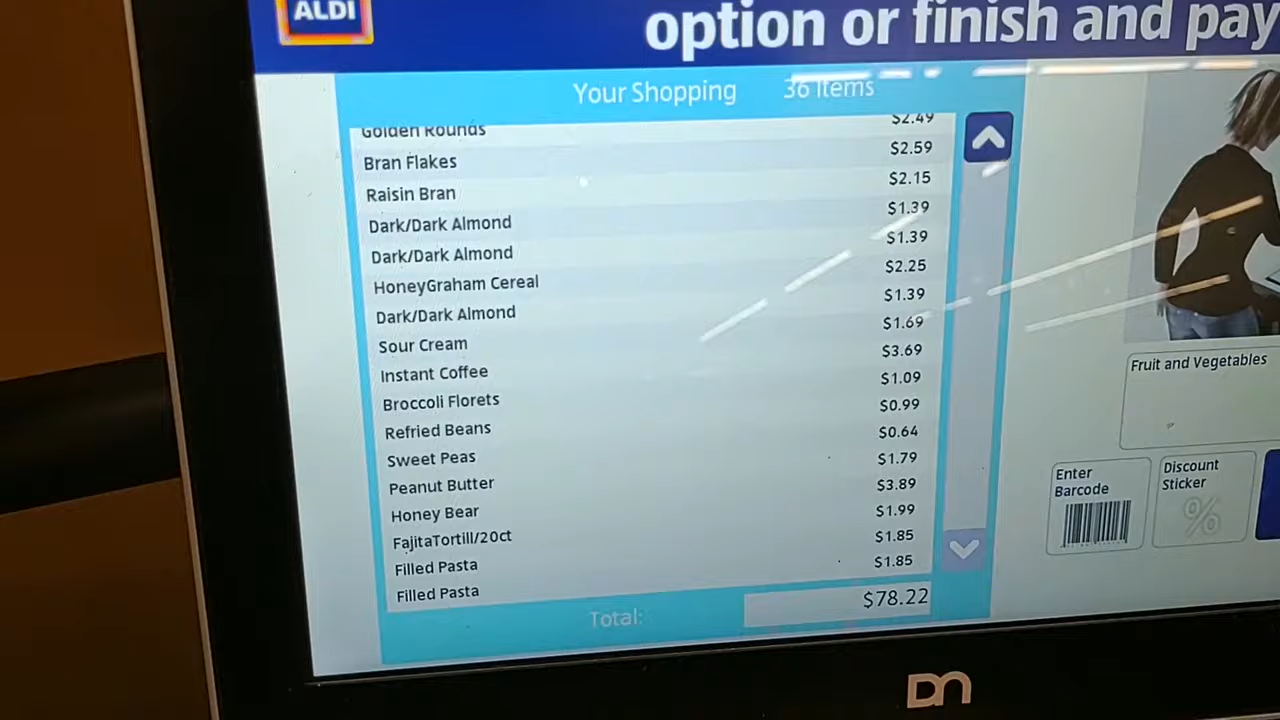 ALDI
option or finish and pay
Your Shopping 36 Items
Golden Rounds $2.49
Bran Flakes $2.59
Raisin Bran $2.15
Dark/Dark Almond $1.39
Dark/Dark Almond $1.39
HoneyGraham Cereal $2.25
Dark/Dark Almond $1.39
Sour Cream $1.69
Instant Coffee $3.69
Broccoli Florets $1.09
Refried Beans $0.99
Sweet Peas $0.64
Peanut Butter $1.79
Honey Bear $3.89
FajitaTortill/20ct $1.99
Filled Pasta $1.85
Filled Pasta $1.85
Total: $78.22
Fruit and Vegetables
Enter
Barcode
Discount
Sticker
%
DN